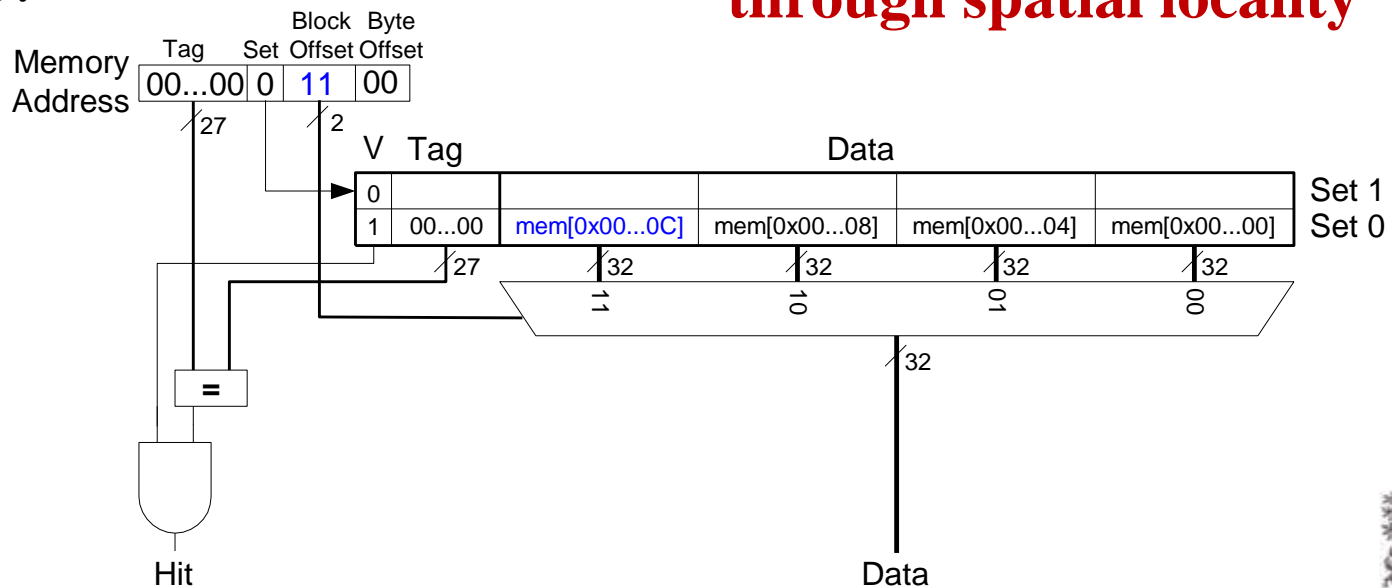 through spatial locality
Block Byte
Tag Set Offset Offset
Memory Address 00...00 0 11 00
27 2
V Tag Data
0 Set 1
1 00...00 mem[0x00...0C] mem[0x00...08] mem[0x00...04] mem[0x00...00] Set 0
27 32 32 32 32
11 10 01 00
32
=
Hit Data